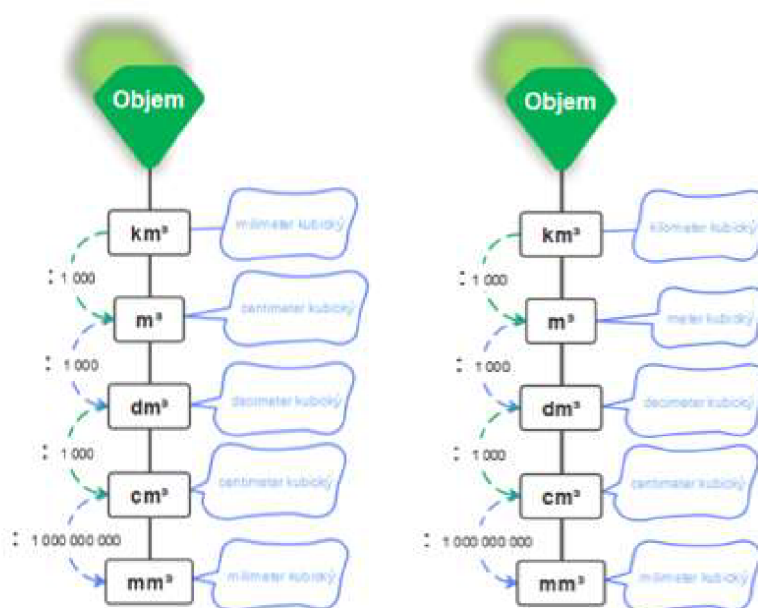 Objem
km³
milimeter kubický
: 1 000
m³
centimeter kubický
: 1 000
dm³
decimeter kubický
: 1 000
cm³
centimeter kubický
: 1 000 000 000
mm³
milimeter kubický
Objem
km³
kilometer kubický
: 1 000
m³
meter kubický
: 1 000
dm³
decimeter kubický
: 1 000
cm³
centimeter kubický
: 1 000 000 000
mm³
milimeter kubický